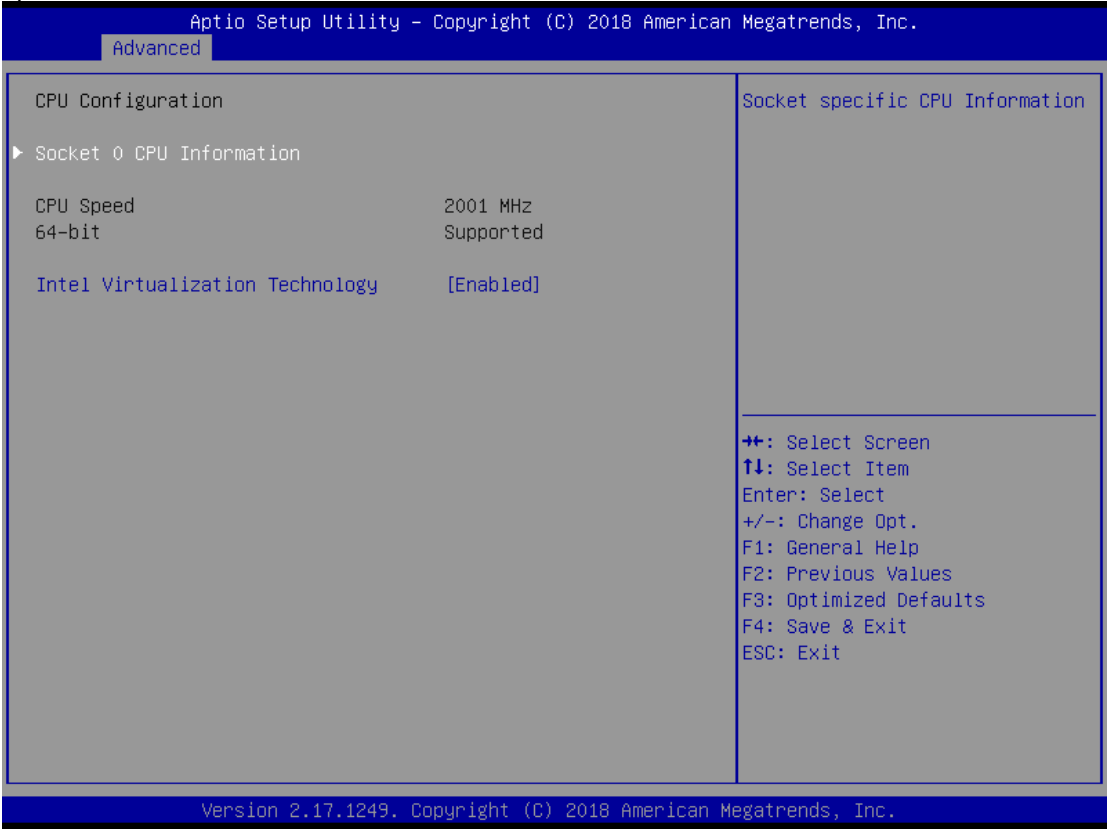 Aptio Setup Utility – Copyright (C) 2018 American Megatrends, Inc.
Advanced
CPU Configuration
Socket 0 CPU Information
CPU Speed 2001 MHz
64-bit Supported
Intel Virtualization Technology [Enabled]
Socket specific CPU Information
→←: Select Screen
↑↓: Select Item
Enter: Select
+/-: Change Opt.
F1: General Help
F2: Previous Values
F3: Optimized Defaults
F4: Save & Exit
ESC: Exit
Version 2.17.1249. Copyright (C) 2018 American Megatrends, Inc.